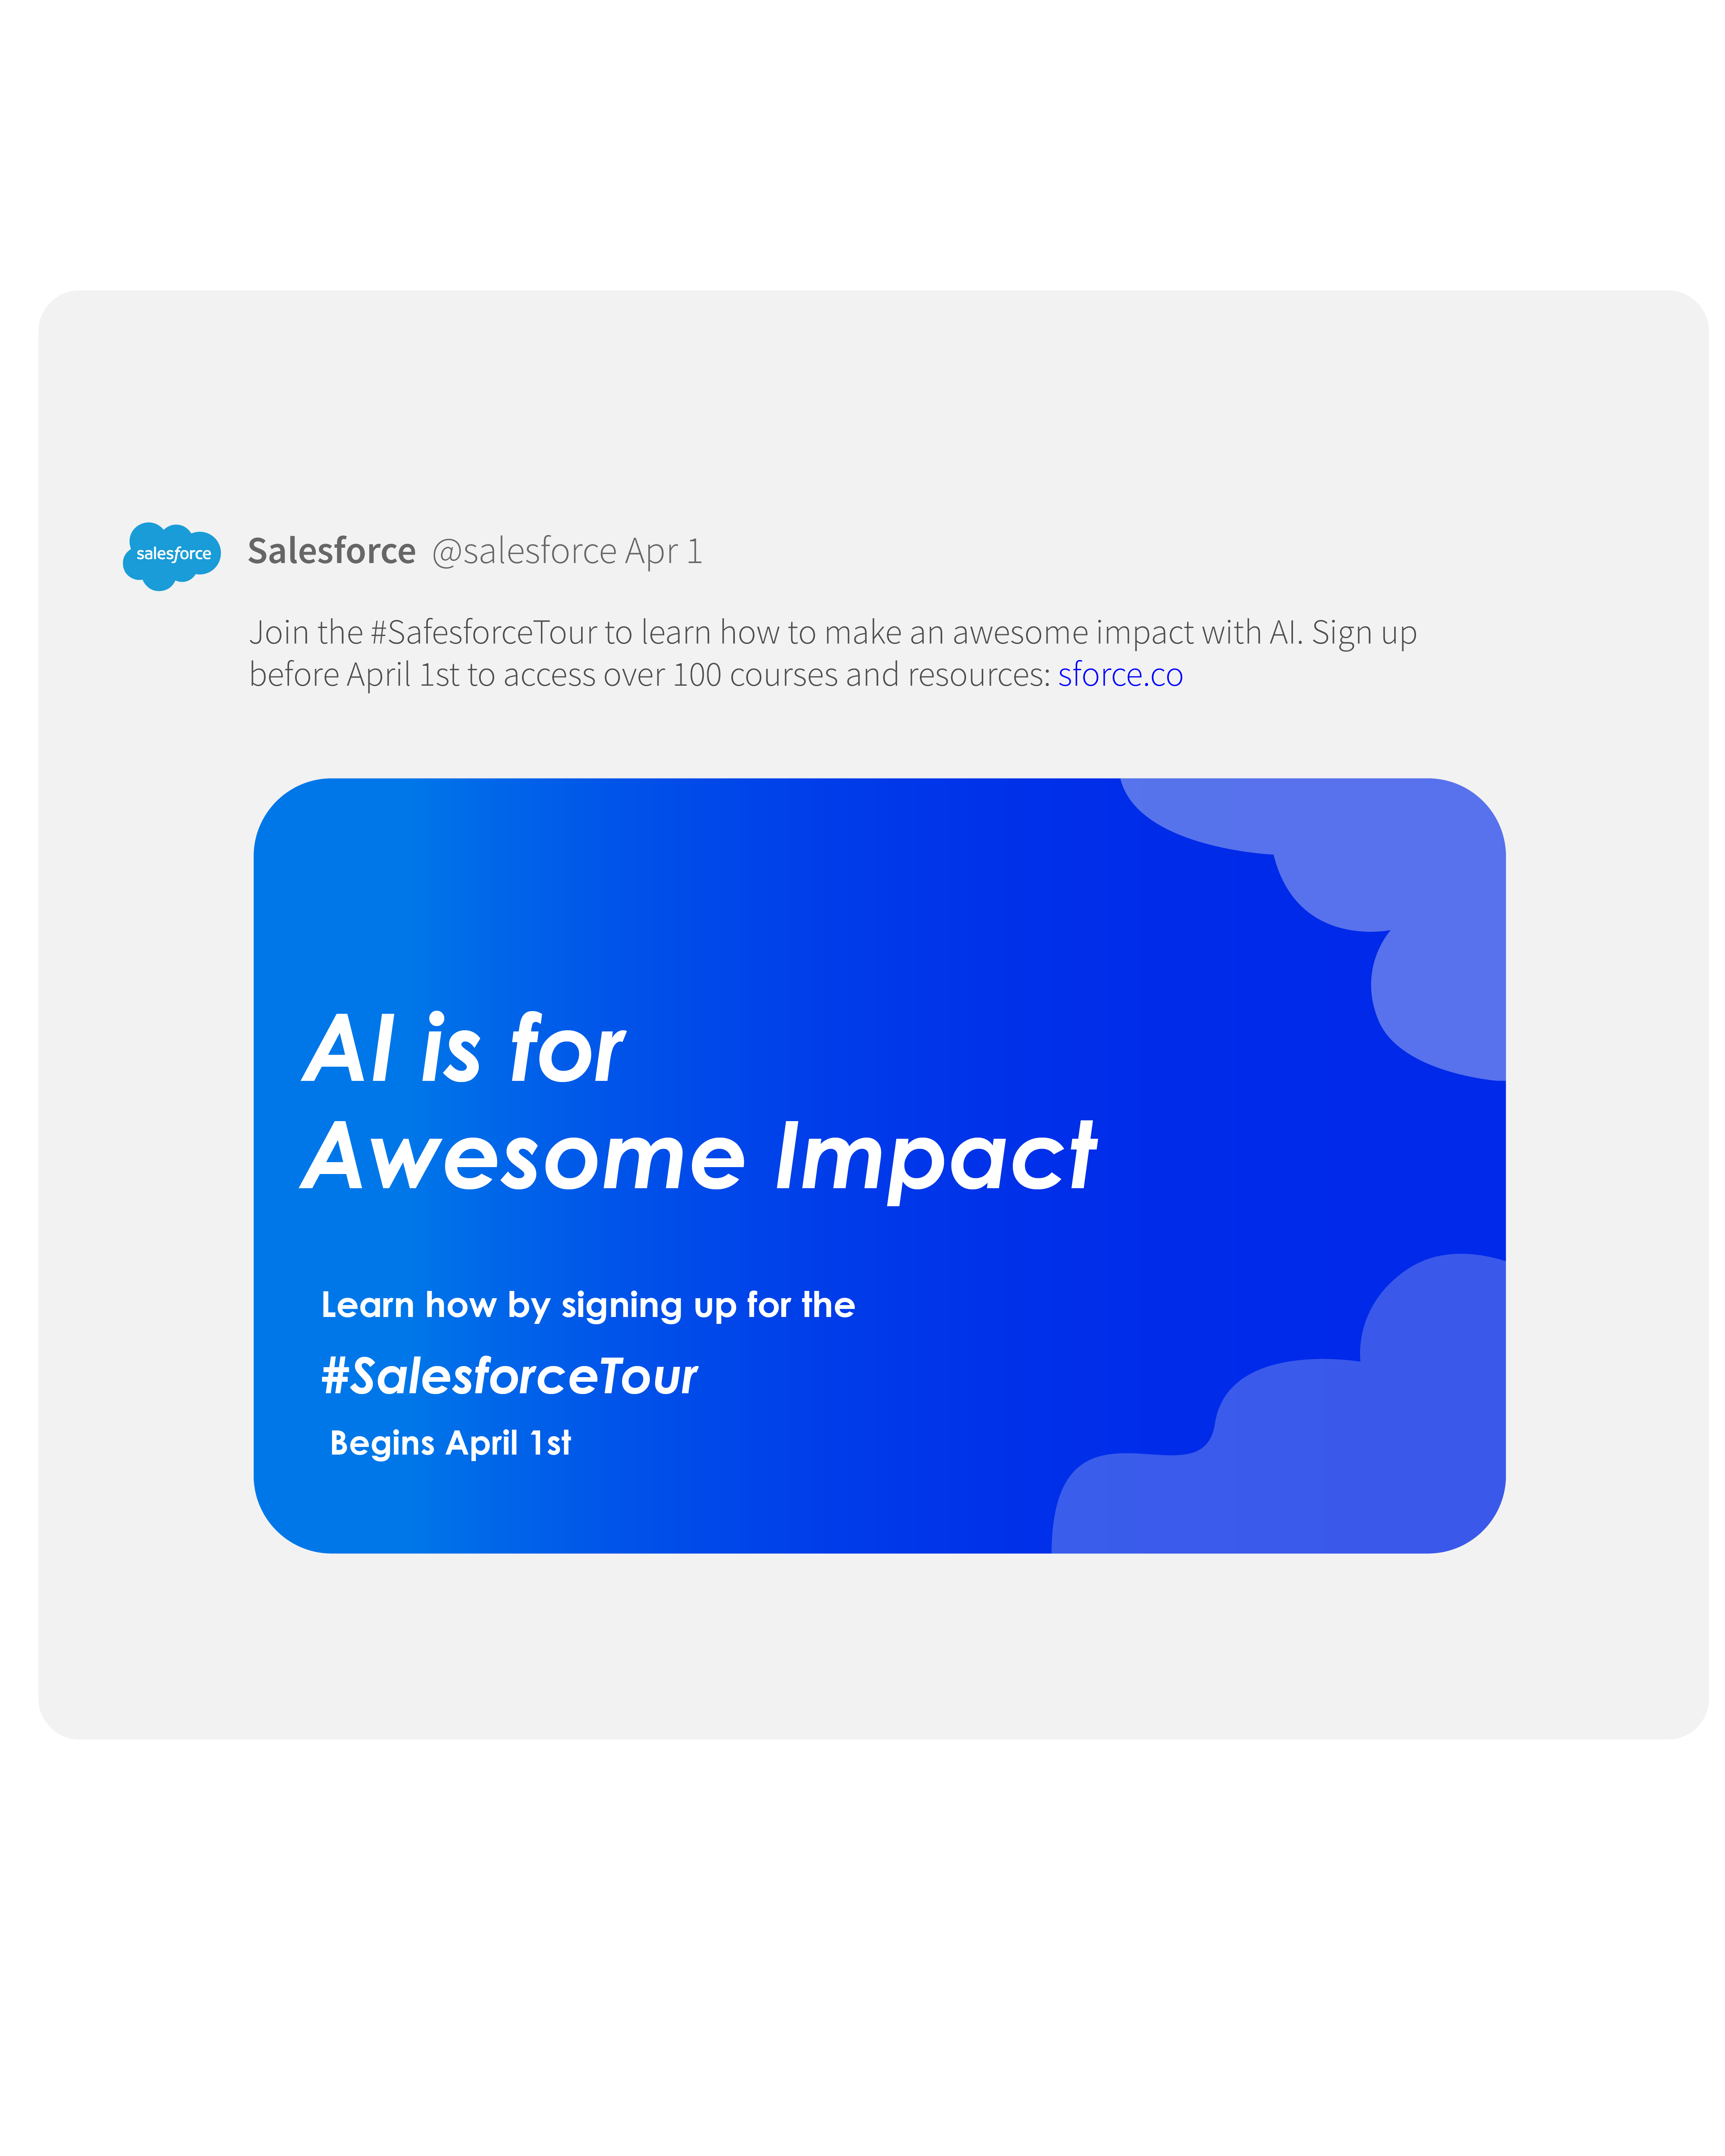 salesforce
Salesforce @salesforce Apr 1
Join the #SafesforceTour to learn how to make an awesome impact with AI. Sign up
before April 1st to access over 100 courses and resources: sforce.co
AI is for
Awesome Impact
Learn how by signing up for the
#SalesforceTour
Begins April 1st